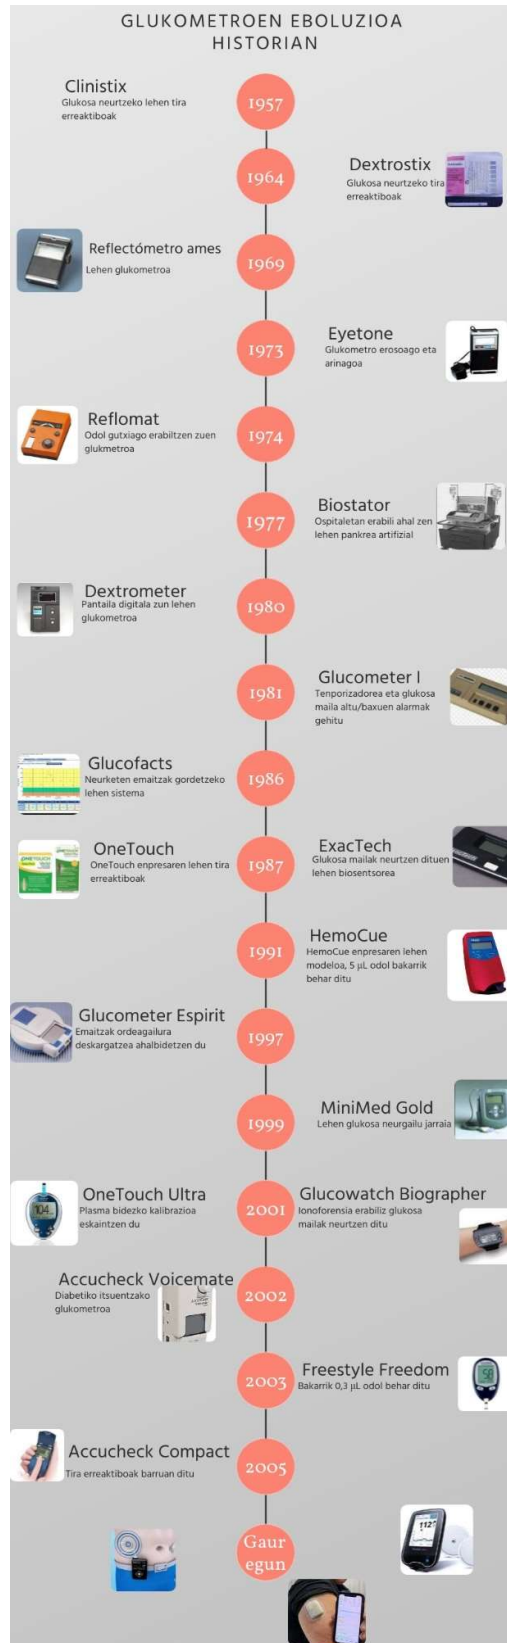 GLUKOMETROEN EBOLUZIOA
HISTORIAN
Clinistix
Glukosa neurtzeko lehen tira
erreaktiboak
1957
1964
Dextrostix
Glukosa neurtzeko tira
erreaktiboak
Reflectómetro ames
Lehen glukometroa
1969
1973
Eyetone
Glukometro erosoago eta
arinagoa
Reflomat
Odol gutxiago erabiltzen zuen
glukmetroa
1974
1977
Biostator
Ospitaletan erabili ahal zen
lehen pankrea artifizial
Dextrometer
Pantaila digitala zun lehen
glukometroa
1980
1981
Glucometer I
Tenporizadorea eta glukosa
maila altu/baxuen alarmak
gehitu
Glucofacts
Neurketen emaitzak gordetzeko
lehen sistema
1986
OneTouch
OneTouch enpresaren lehen tira
erreaktiboak
1987
ExacTech
Glukosa mailak neurtzen dituen
lehen biosentsorea
1991
HemoCue
HemoCue enpresaren lehen
modeloa, 5 µL odol bakarrik
behar ditu
Glucometer Espirit
Emaitzak ordeagailura
deskargatzea ahalbidetzen du
1997
1999
MiniMed Gold
Lehen glukosa neurgailu jarraia
OneTouch Ultra
Plasma bidezko kalibrazioa
eskaintzen du
104
2001
Glucowatch Biographer
Ionoforensia erabiliz glukosa
mailak neurtzen ditu
Accucheck Voicemate
Diabetiko itsuentzako
glukometroa
2002
2003
Freestyle Freedom
Bakarrik 0,3 µL odol behar ditu
58
Accucheck Compact
Tira erreaktiboak barruan ditu
2005
Gaur
egun
112